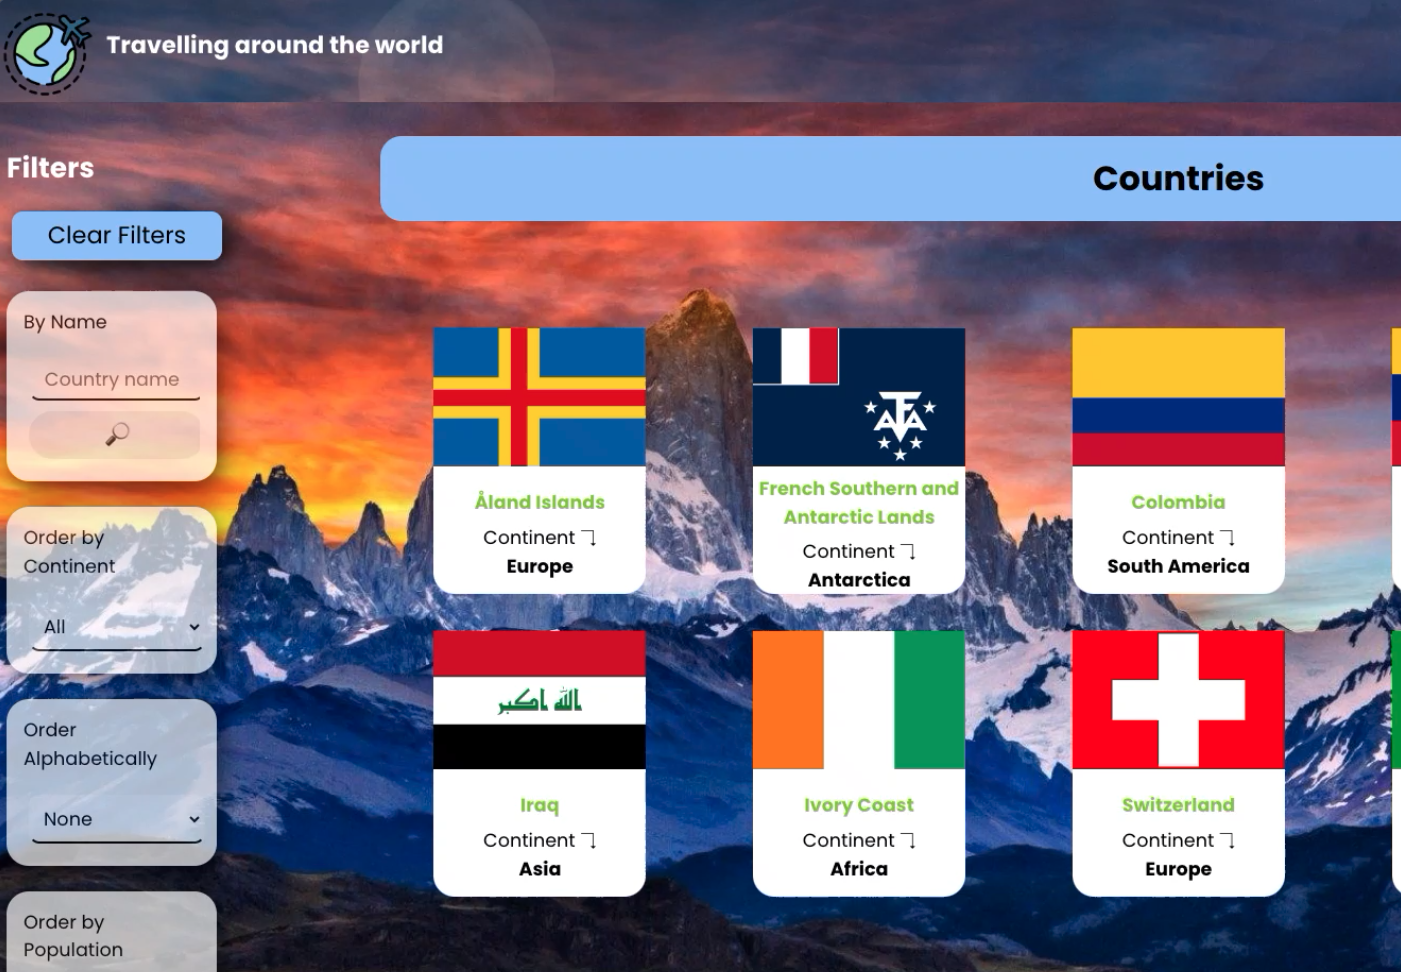 Travelling around the world
Filters
Clear Filters
By Name
Country name
Order by
Continent
All
Order
Alphabetically
None
Order by
Population
Countries
Åland Islands
Continent ⤵
Europe
French Southern and
Antarctic Lands
Continent ⤵
Antarctica
Colombia
Continent ⤵
South America
الله اكبر
Iraq
Continent ⤵
Asia
Ivory Coast
Continent ⤵
Africa
Switzerland
Continent ⤵
Europe